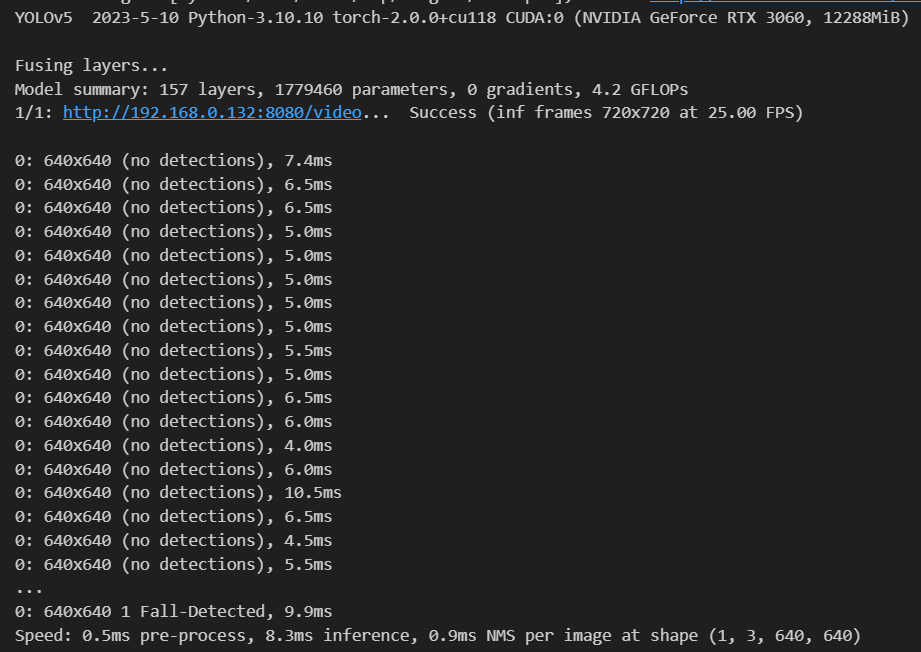 YOLOv5 2023-5-10 Python-3.10.10 torch-2.0.0+cu118 CUDA:0 (NVIDIA GeForce RTX 3060, 12288MiB)
Fusing layers...
Model summary: 157 layers, 1779460 parameters, 0 gradients, 4.2 GFLOPs
1/1: http://192.168.0.132:8080/video... Success (inf frames 720x720 at 25.00 FPS)
0: 640x640 (no detections), 7.4ms
0: 640x640 (no detections), 6.5ms
0: 640x640 (no detections), 6.5ms
0: 640x640 (no detections), 5.0ms
0: 640x640 (no detections), 5.0ms
0: 640x640 (no detections), 5.0ms
0: 640x640 (no detections), 5.0ms
0: 640x640 (no detections), 5.0ms
0: 640x640 (no detections), 5.5ms
0: 640x640 (no detections), 5.0ms
0: 640x640 (no detections), 6.5ms
0: 640x640 (no detections), 6.0ms
0: 640x640 (no detections), 4.0ms
0: 640x640 (no detections), 6.0ms
0: 640x640 (no detections), 10.5ms
0: 640x640 (no detections), 6.5ms
0: 640x640 (no detections), 4.5ms
0: 640x640 (no detections), 5.5ms
...
0: 640x640 1 Fall-Detected, 9.9ms
Speed: 0.5ms pre-process, 8.3ms inference, 0.9ms NMS per image at shape (1, 3, 640, 640)